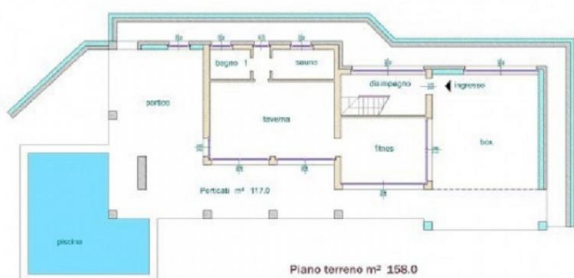 bagno 1
sauna
disimpegno
ingresso
portico
taverna
fitnes
box
Porticati m² 117.0
piscina
Piano terreno m² 158.0